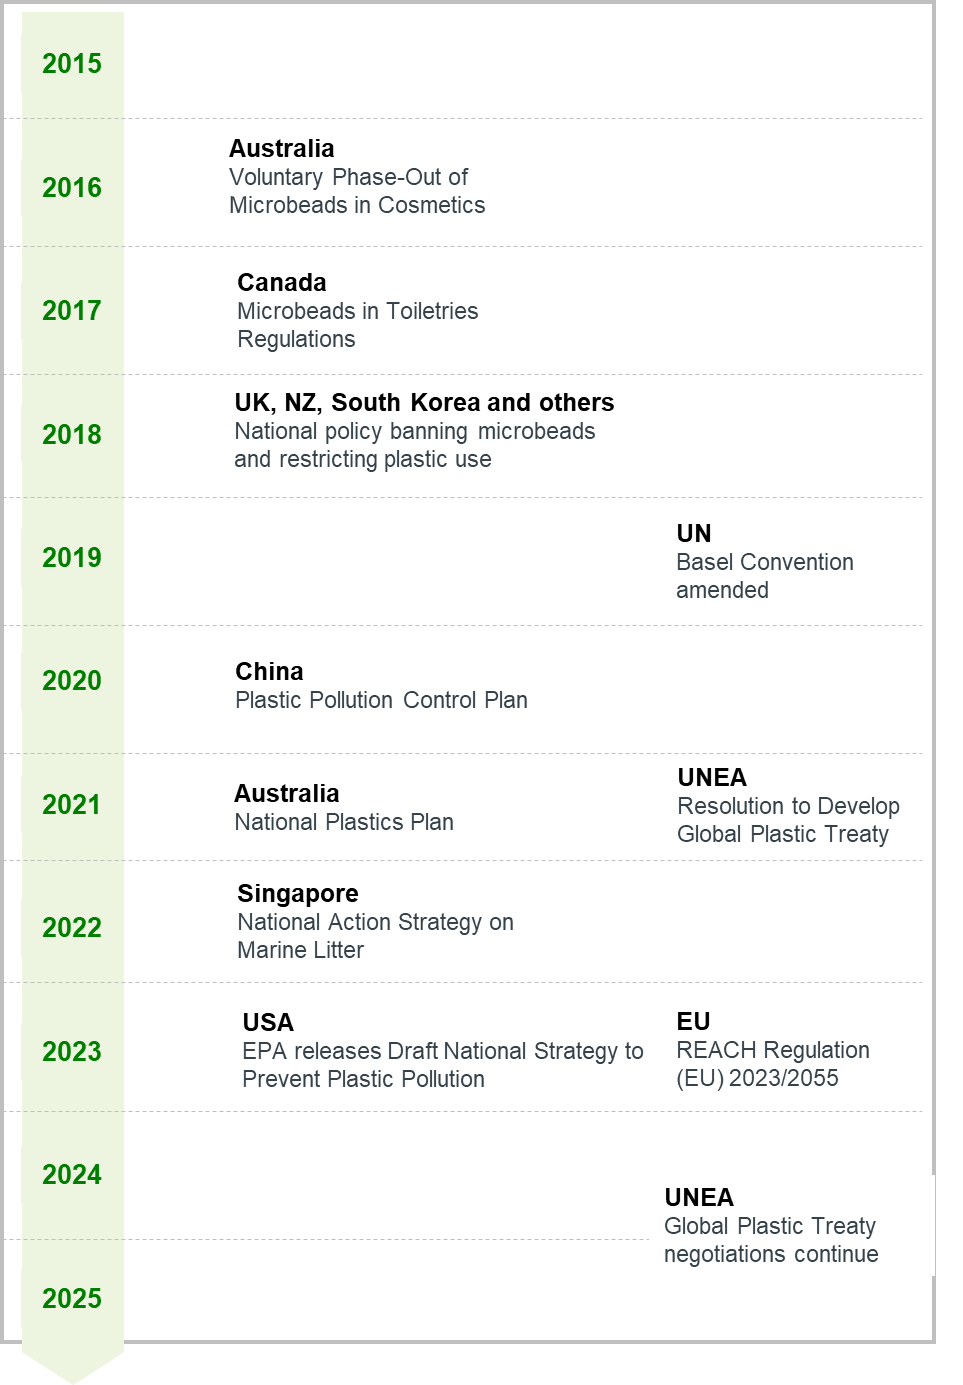 2015
2016
Australia
Voluntary Phase-Out of
Microbeads in Cosmetics
2017
Canada
Microbeads in Toiletries
Regulations
2018
UK, NZ, South Korea and others
National policy banning microbeads
and restricting plastic use
2019
UN
Basel Convention
amended
2020
China
Plastic Pollution Control Plan
2021
Australia
National Plastics Plan
UNEA
Resolution to Develop
Global Plastic Treaty
2022
Singapore
National Action Strategy on
Marine Litter
2023
USA
EPA releases Draft National Strategy to
Prevent Plastic Pollution
EU
REACH Regulation
(EU) 2023/2055
2024
UNEA
Global Plastic Treaty
negotiations continue
2025